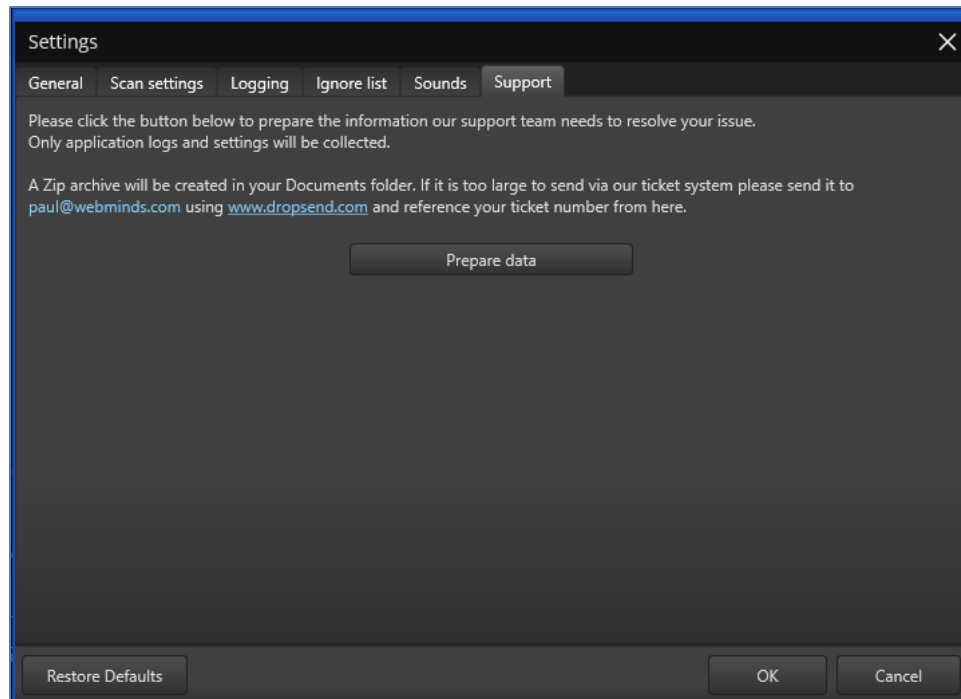 Settings
General Scan settings Logging Ignore list Sounds Support
Please click the button below to prepare the information our support team needs to resolve your issue.
Only application logs and settings will be collected.
A Zip archive will be created in your Documents folder. If it is too large to send via our ticket system please send it to
paul@webminds.com using www.dropsend.com and reference your ticket number from here.
Prepare data
Restore Defaults OK Cancel